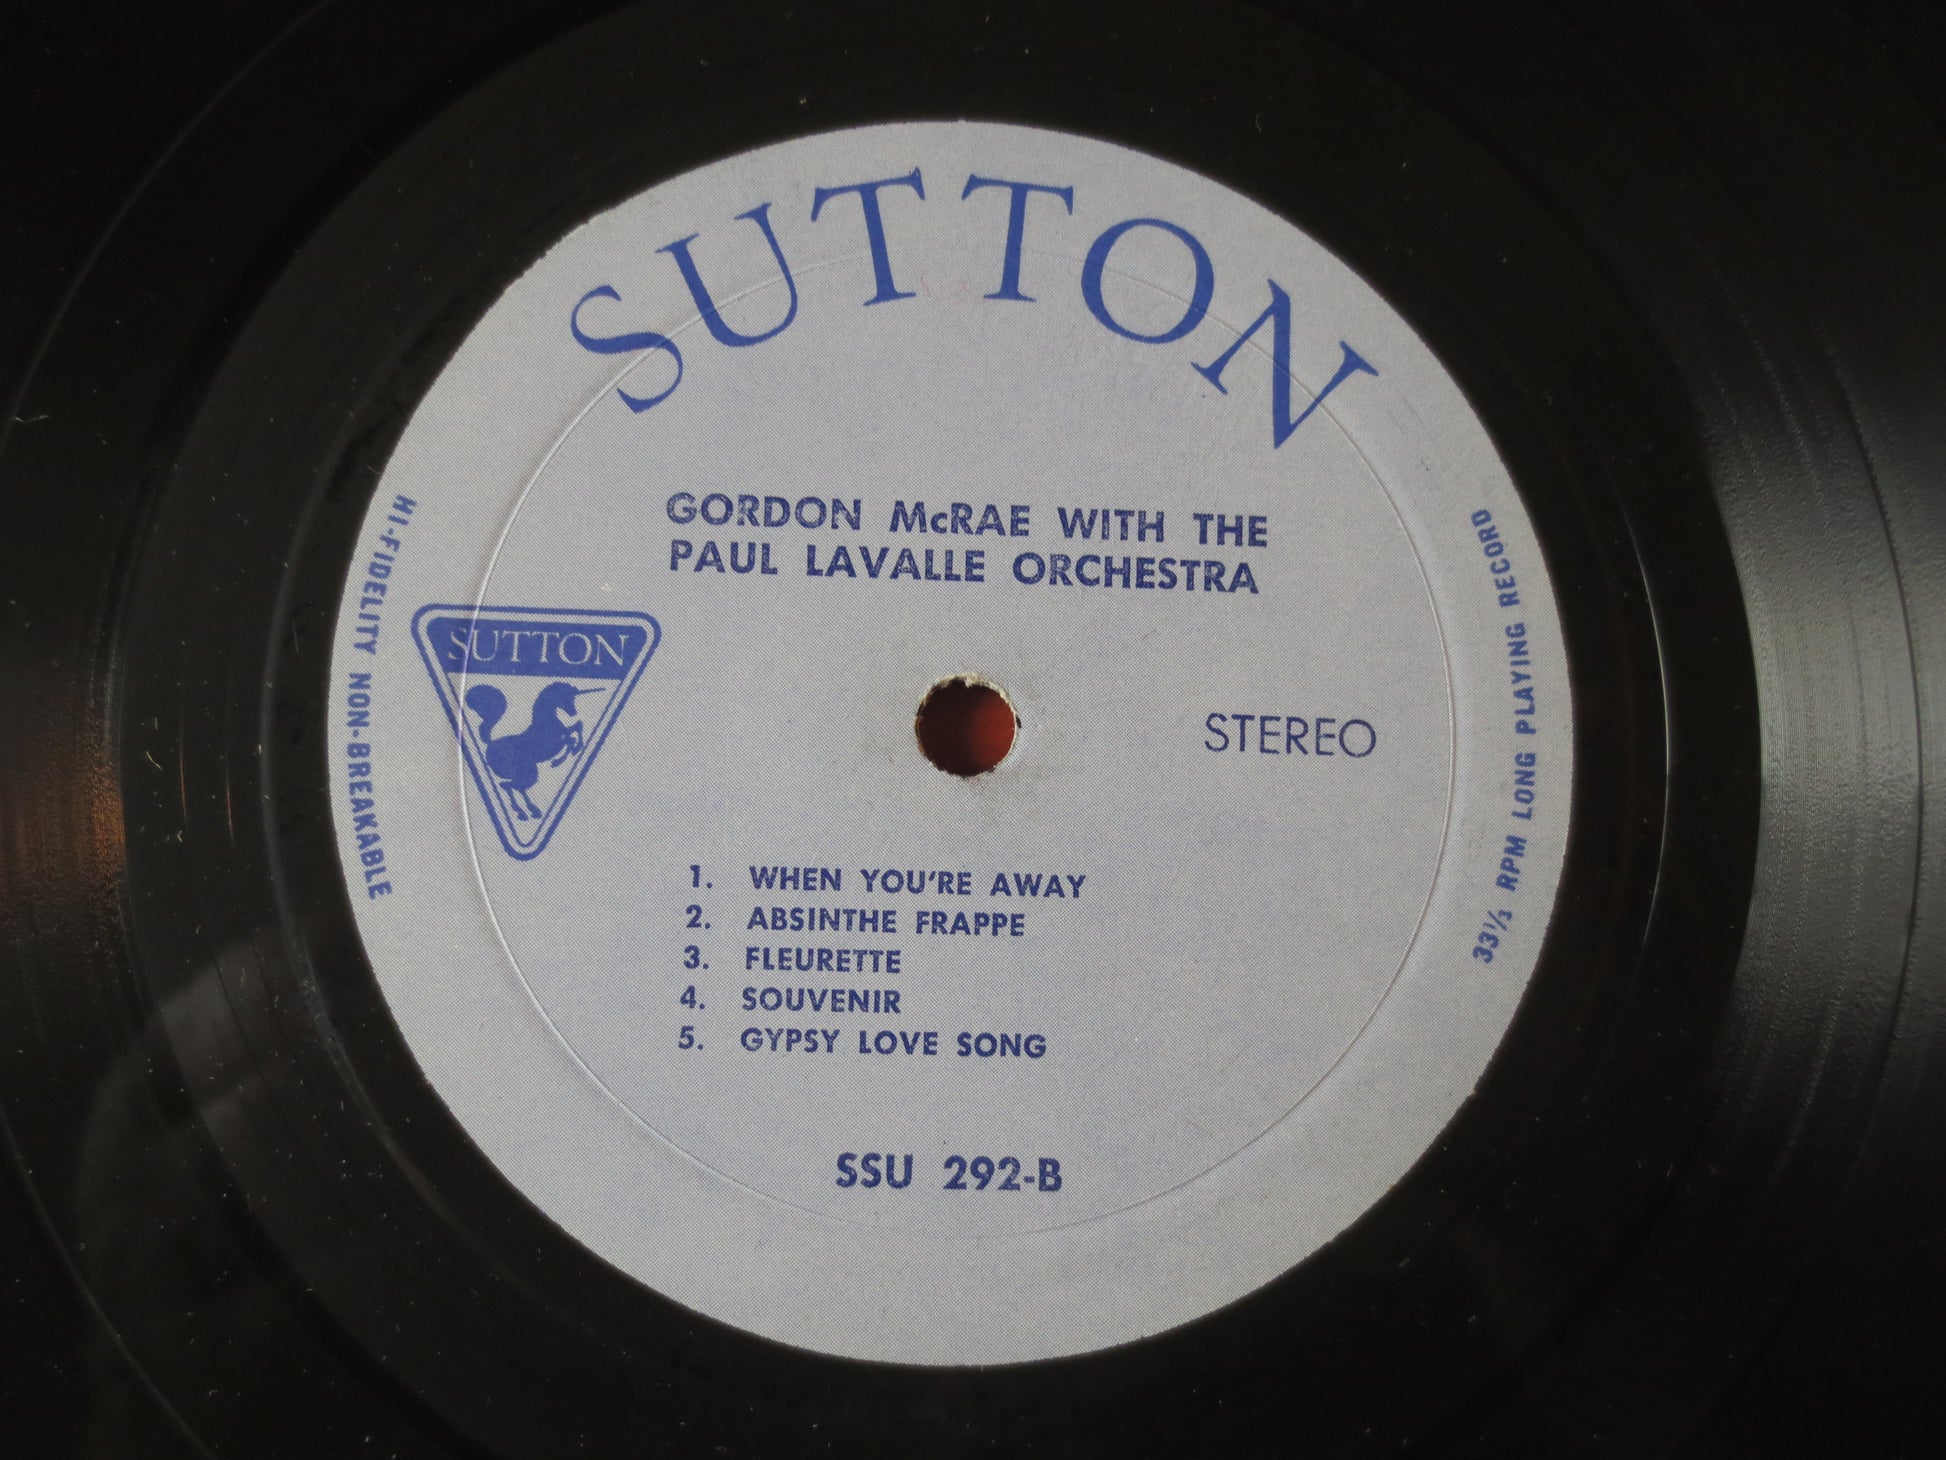 SUTTON
GORDON McRAE WITH THE
PAUL LAVALLE ORCHESTRA
HI-FIDELITY NON-BREAKABLE
SUTTON
STEREO
33⅓ RPM LONG PLAYING RECORD
1. WHEN YOU'RE AWAY
2. ABSINTHE FRAPPE
3. FLEURETTE
4. SOUVENIR
5. GYPSY LOVE SONG
SSU 292-B